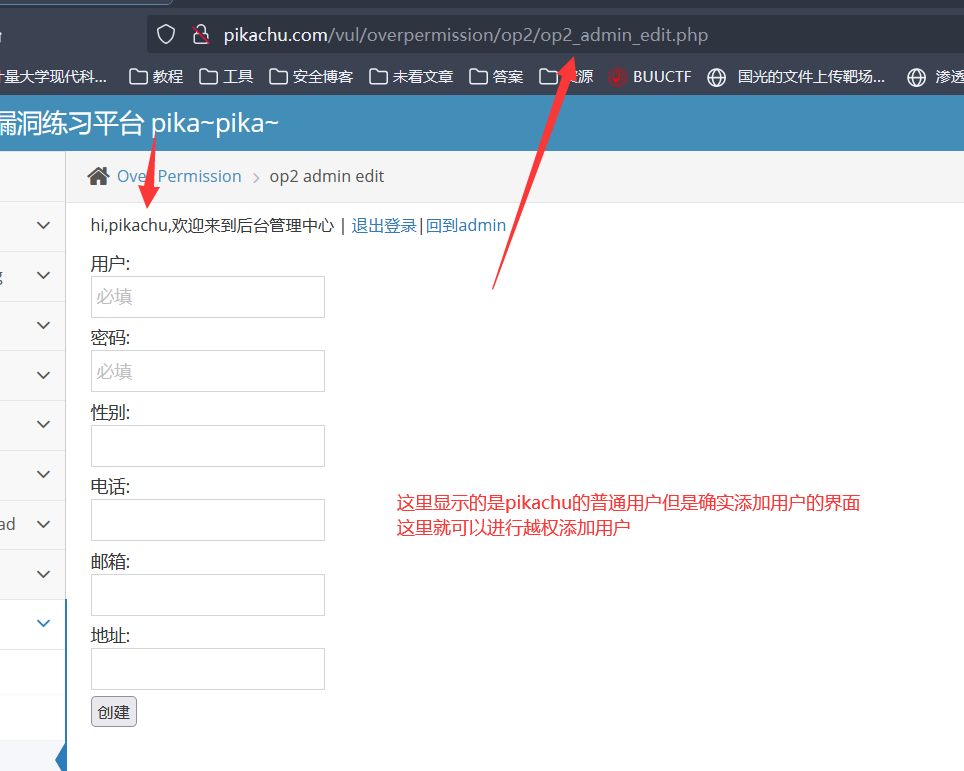 pikachu.com/vul/overpermission/op2/op2_admin_edit.php
计量大学现代科... 教程 工具 安全博客 未看文章 答案 源 BUUCTF 国光的文件上传靶场... 渗透
漏洞练习平台 pika~pika~
Over Permission > op2 admin edit
hi,pikachu,欢迎来到后台管理中心 | 退出登录|回到admin
用户:
必填
密码:
必填
性别:
电话:
这里显示的是pikachu的普通用户但是确实添加用户的界面
这里就可以进行越权添加用户
ad
邮箱:
地址:
创建